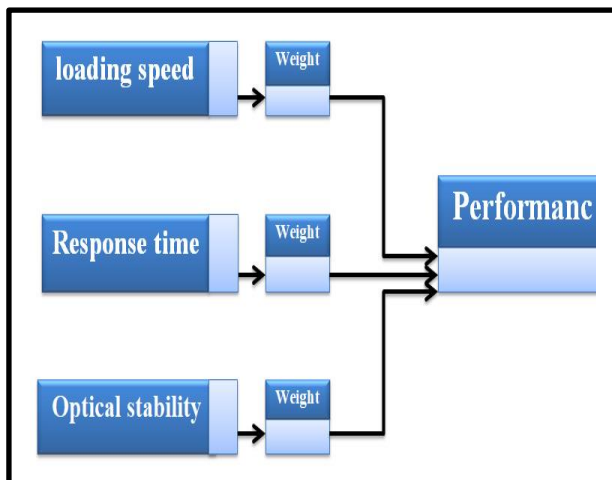 loading speed
Weight
Response time
Weight
Performanc
Optical stability
Weight